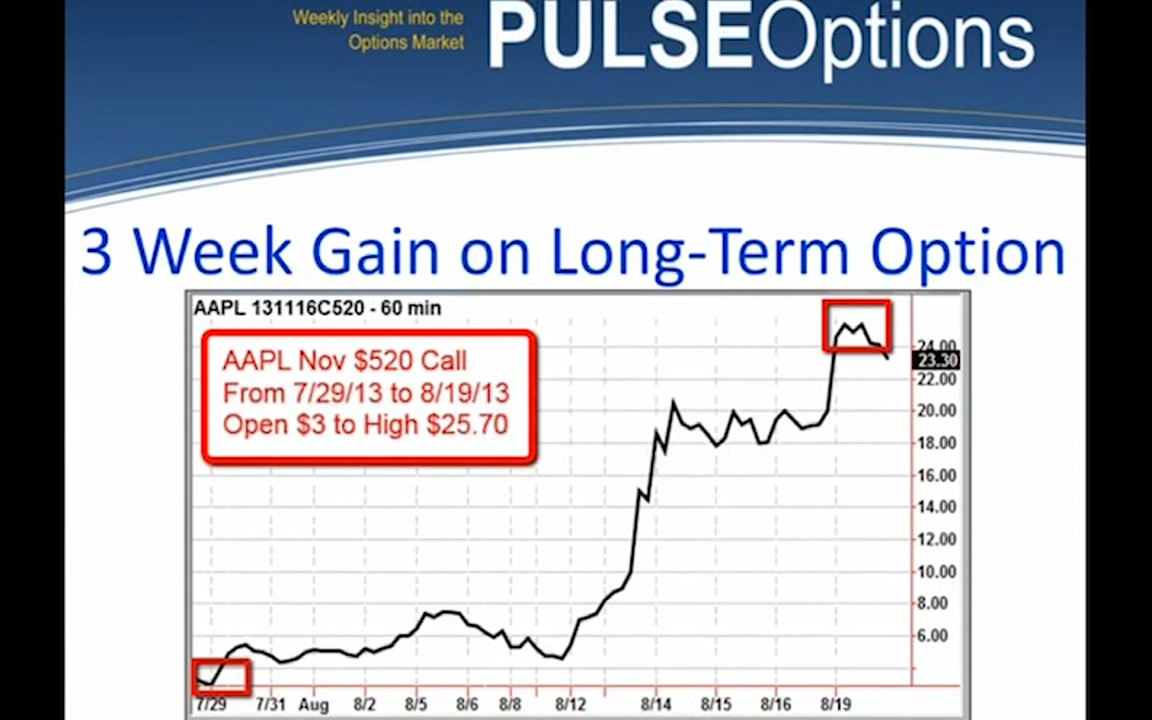 Weekly Insight into the
Options Market
PULSEOptions
3 Week Gain on Long-Term Option
AAPL 131116C520 - 60 min
AAPL Nov $520 Call
From 7/29/13 to 8/19/13
Open $3 to High $25.70
24.00
23.30
22.00
20.00
18.00
16.00
14.00
12.00
10.00
8.00
6.00
7/29 7/31 Aug 8/2 8/5 8/6 8/8 8/12 8/14 8/15 8/16 8/19